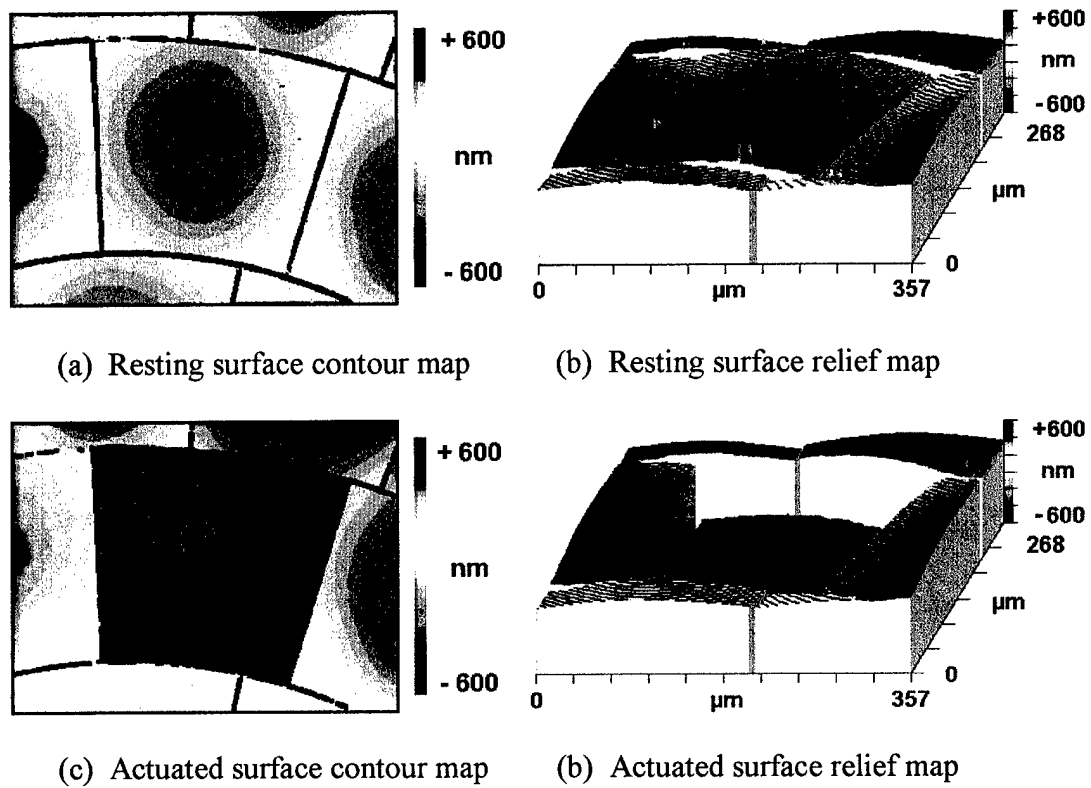 + 600
nm
- 600
+600
nm
-600
268
µm
0
0
µm
357
(a) Resting surface contour map
(b) Resting surface relief map
+ 600
nm
- 600
+600
nm
-600
268
µm
0
0
µm
357
(c) Actuated surface contour map
(b) Actuated surface relief map